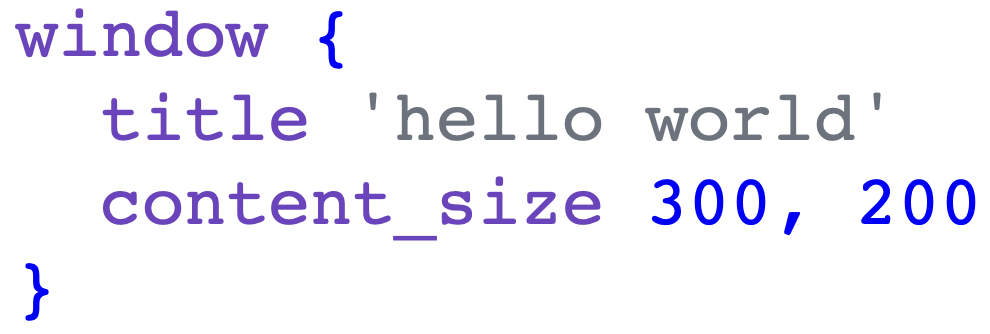 window {
  title 'hello world'
  content_size 300, 200
}